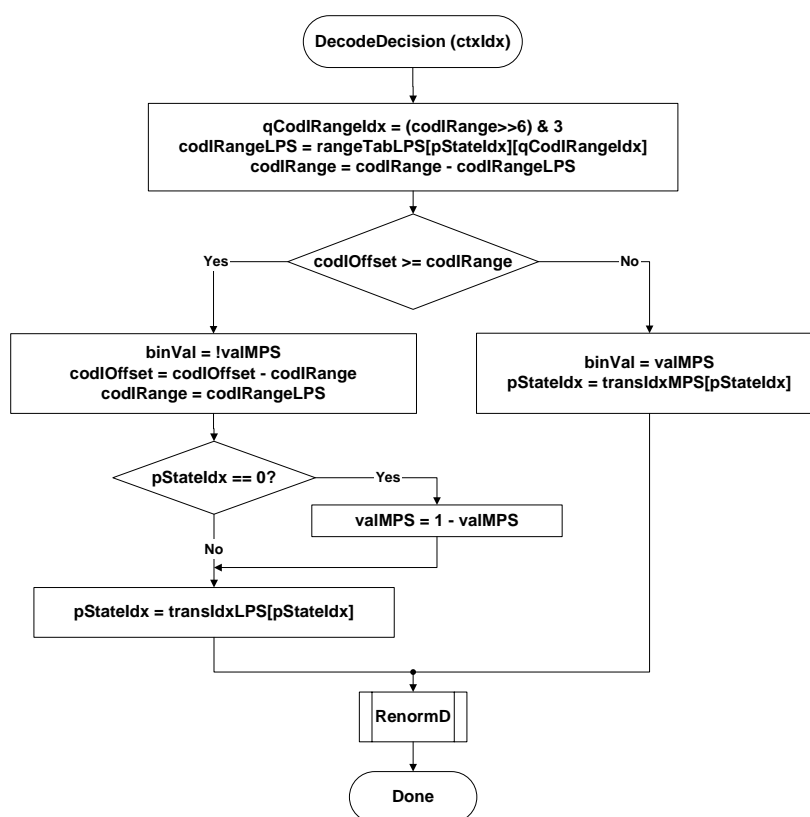 DecodeDecision (ctxIdx)
qCodIRangeIdx = (codIRange>>6) & 3
codIRangeLPS = rangeTabLPS[pStateIdx][qCodIRangeIdx]
codIRange = codIRange - codIRangeLPS
codIOffset >= codIRange
Yes
No
binVal = !valMPS
codIOffset = codIOffset - codIRange
codIRange = codIRangeLPS
binVal = valMPS
pStateIdx = transIdxMPS[pStateIdx]
pStateIdx == 0?
Yes
valMPS = 1 - valMPS
No
pStateIdx = transIdxLPS[pStateIdx]
RenormD
Done